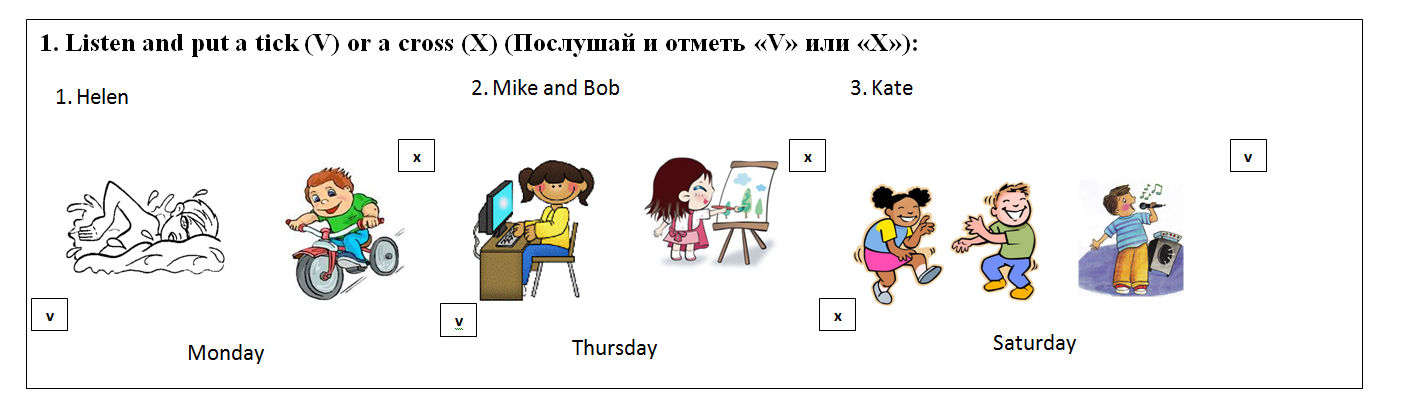 1. Listen and put a tick (V) or a cross (X) (Послушай и отметь «V» или «X»):
1. Helen
2. Mike and Bob
3. Kate
x
x
v
v
v
x
Monday
Thursday
Saturday